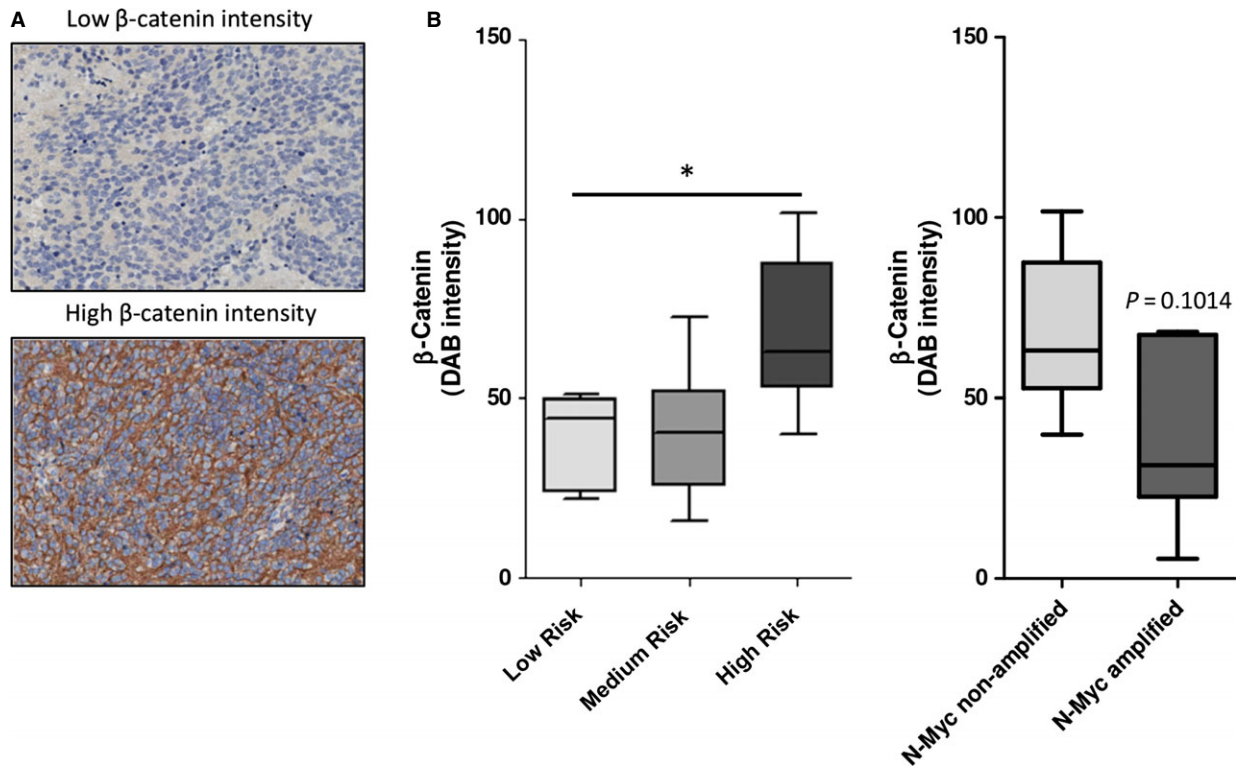 A
Low β-catenin intensity
High β-catenin intensity
B
150
100
50
0
β-Catenin
(DAB intensity)
*
Low Risk
Medium Risk
High Risk
150
100
50
0
β-Catenin
(DAB intensity)
P = 0.1014
N-Myc non-amplified
N-Myc amplified